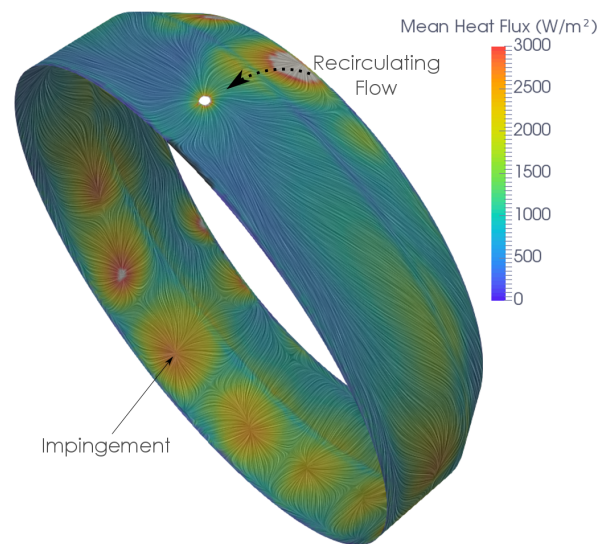 Mean Heat Flux (W/m²)
3000
Recirculating
Flow
2500
2000
1500
1000
500
0
Impingement